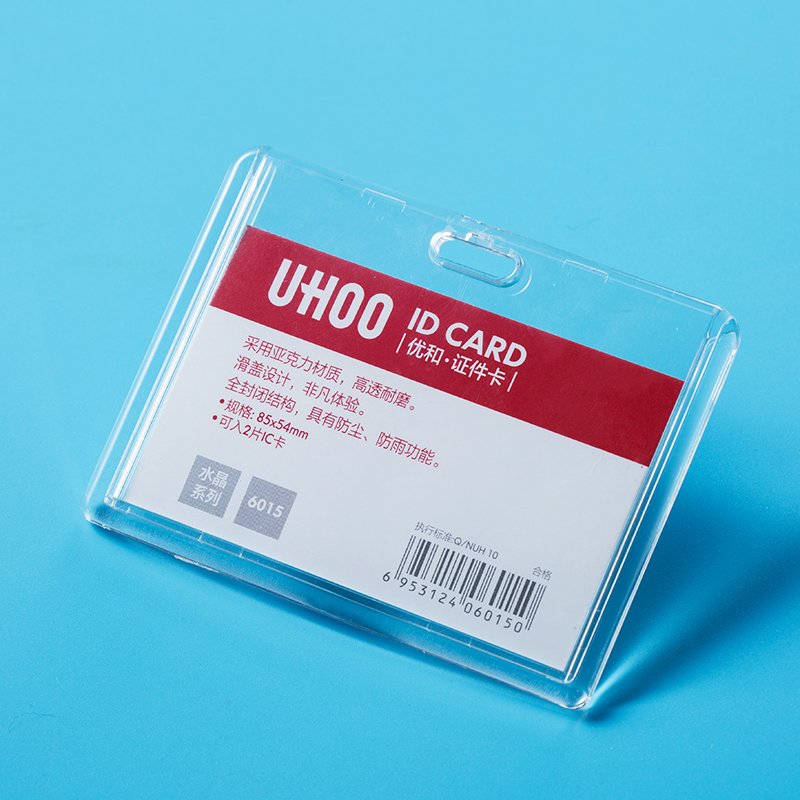 UHOO ID CARD
|优和·证件卡|
采用亚克力材质，高透耐磨。
滑盖设计，非凡体验。
全封闭结构，具有防尘、防雨功能。
•规格: 85x54mm
•可入2片IC卡
水晶
系列
6015
执行标准:Q/NUH 10
合格
6 953124 060150